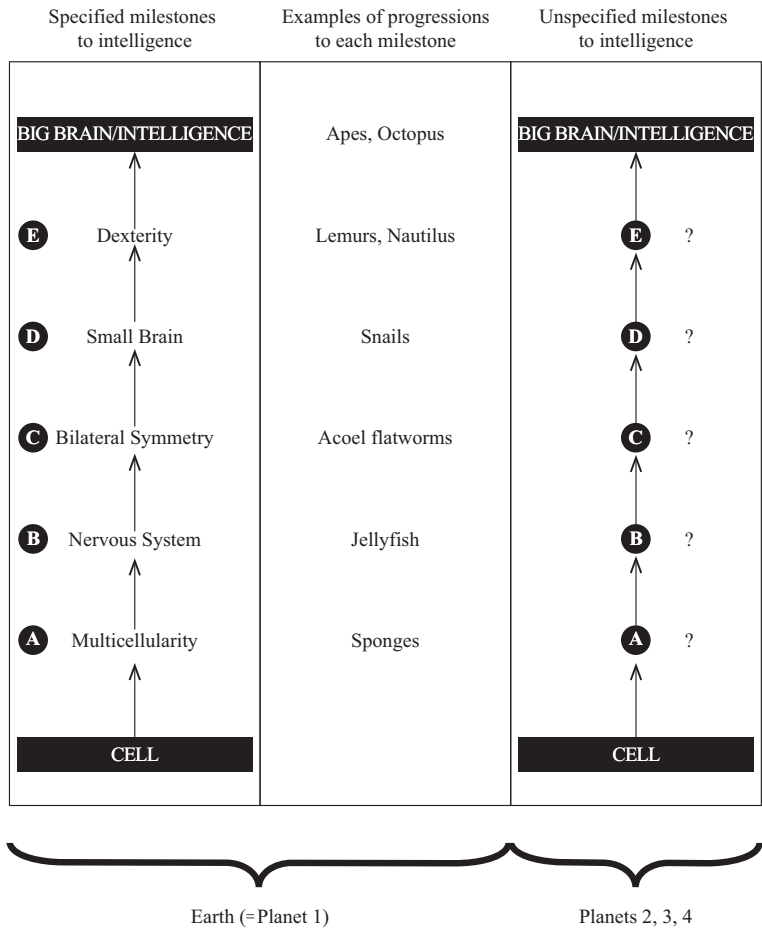 Specified milestones
to intelligence
Examples of progressions
to each milestone
Unspecified milestones
to intelligence
BIG BRAIN/INTELLIGENCE
Apes, Octopus
BIG BRAIN/INTELLIGENCE
E Dexterity
Lemurs, Nautilus
E ?
D Small Brain
Snails
D ?
C Bilateral Symmetry
Acoel flatworms
C ?
B Nervous System
Jellyfish
B ?
A Multicellularity
Sponges
A ?
CELL
CELL
Earth (=Planet 1)
Planets 2, 3, 4